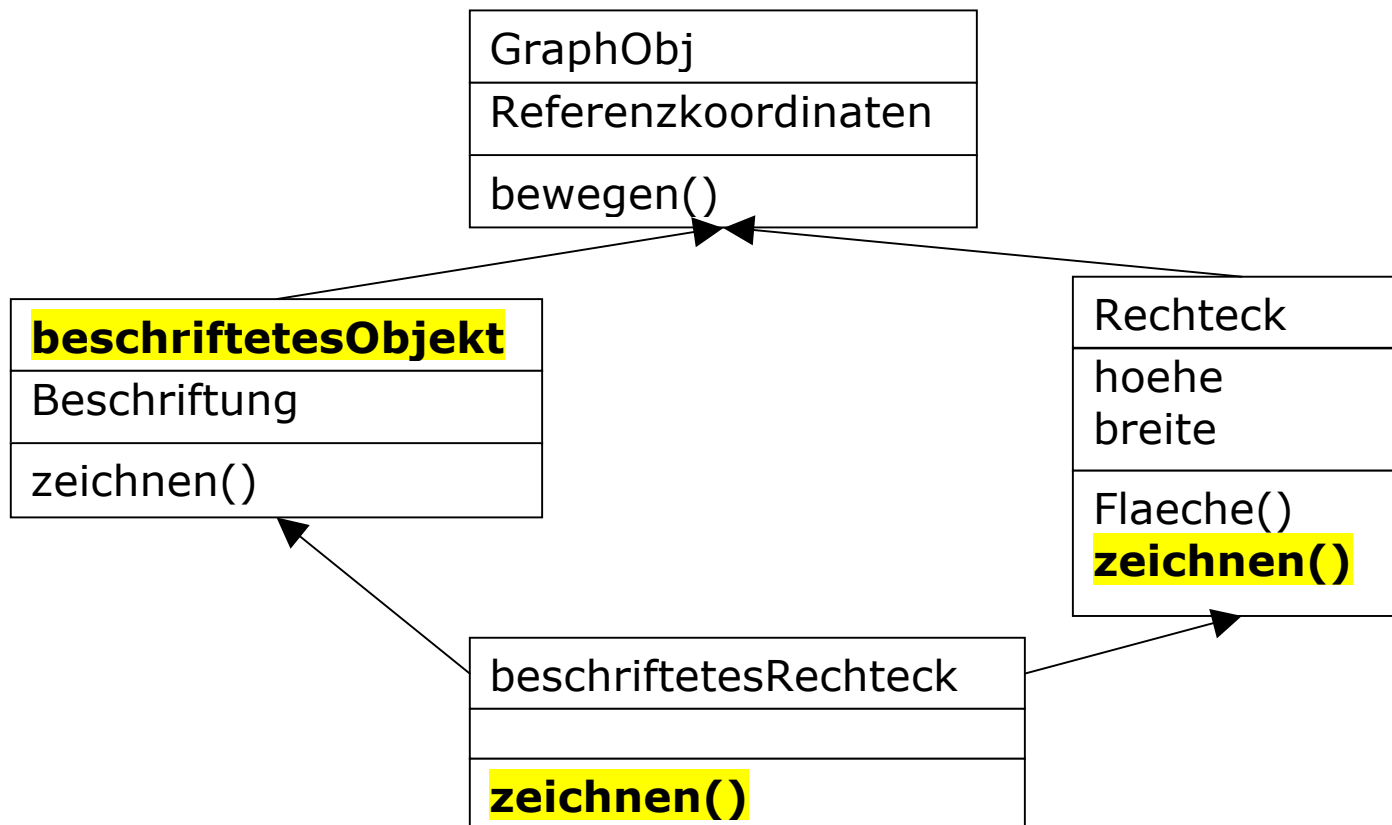 GraphObj
Referenzkoordinaten
bewegen()
beschriftetesObjekt
Beschriftung
zeichnen()
Rechteck
hoehe
breite
Flaeche()
zeichnen()
beschriftetesRechteck
zeichnen()